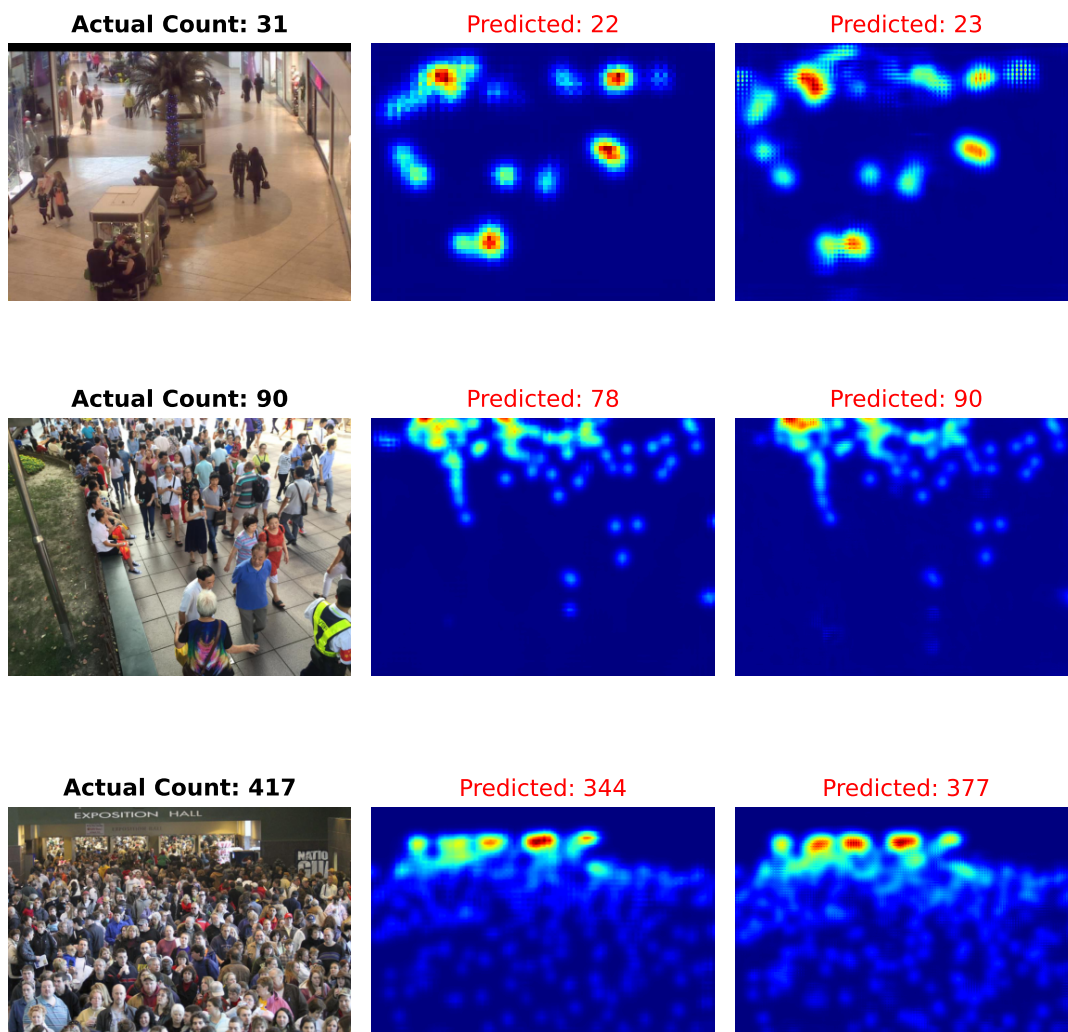 Actual Count: 31
Predicted: 22
Predicted: 23
Actual Count: 90
Predicted: 78
Predicted: 90
Actual Count: 417
Predicted: 344
Predicted: 377
EXPOSITION HALL
NATIO